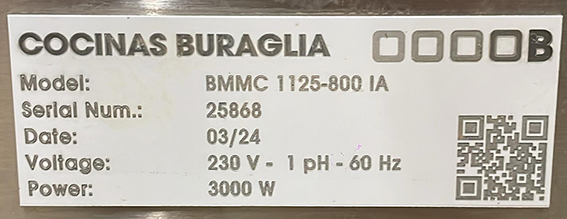 COCINAS BURAGLIA B
Model: BMMC 1125-800 IA
Serial Num.: 25868
Date: 03/24
Voltage: 230 V - 1 pH - 60 Hz
Power: 3000 W